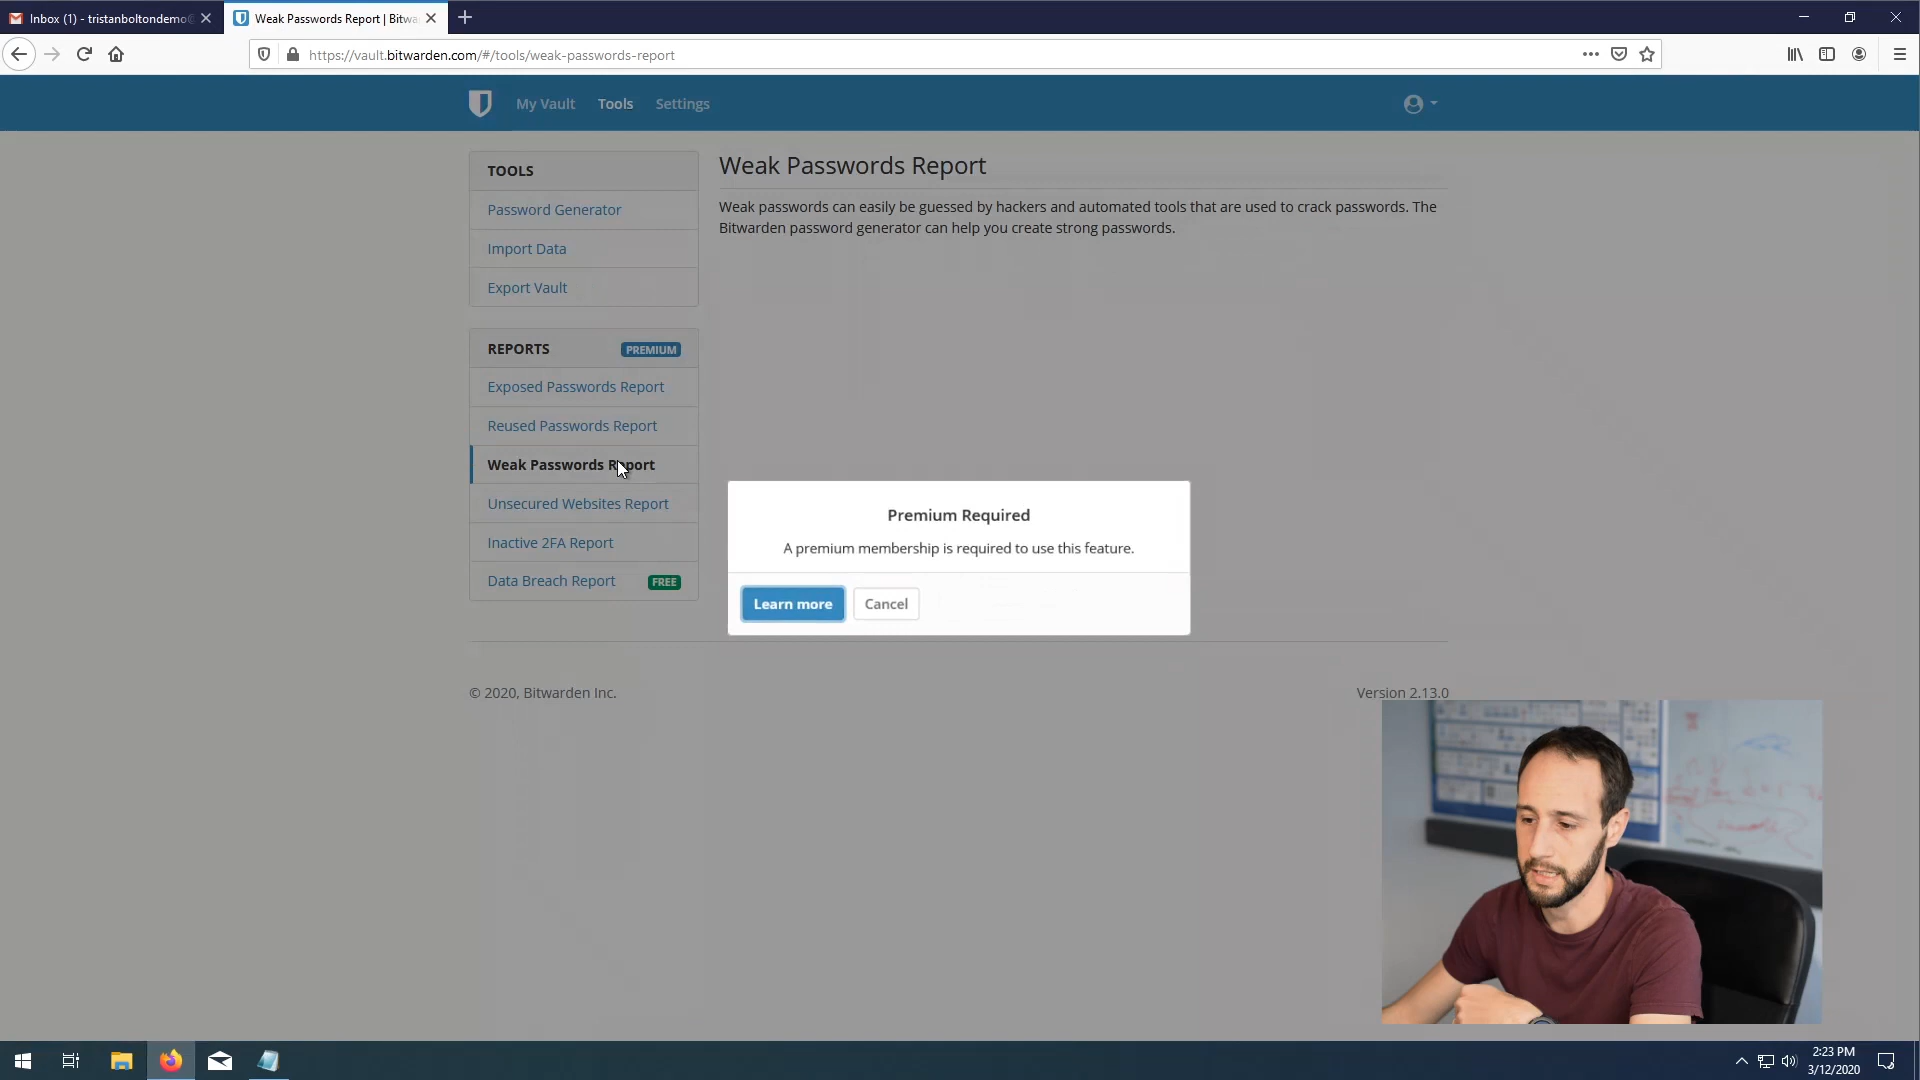 Inbox (1) - tristanboltondemo@
Weak Passwords Report | Bitwa
https://vault.bitwarden.com/#/tools/weak-passwords-report
My Vault
Tools
Settings
TOOLS
Password Generator
Import Data
Export Vault
REPORTS
PREMIUM
Exposed Passwords Report
Reused Passwords Report
Weak Passwords Report
Unsecured Websites Report
Inactive 2FA Report
Data Breach Report
FREE
Weak Passwords Report
Weak passwords can easily be guessed by hackers and automated tools that are used to crack passwords. The
Bitwarden password generator can help you create strong passwords.
Premium Required
A premium membership is required to use this feature.
Learn more
Cancel
© 2020, Bitwarden Inc.
Version 2.13.0
2:23 PM
3/12/2020